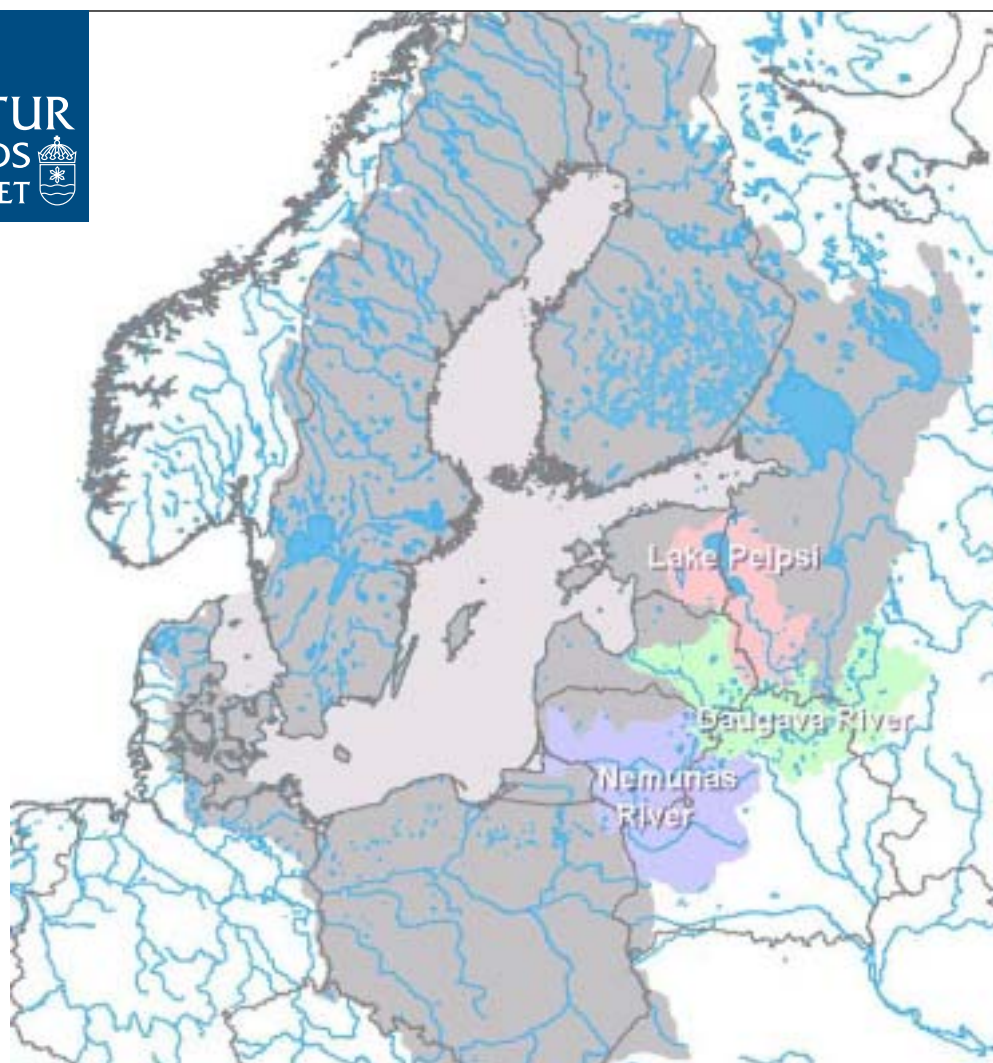 TUR
DS
ET
Lake Peipsi
Daugava River
Nemunas
River